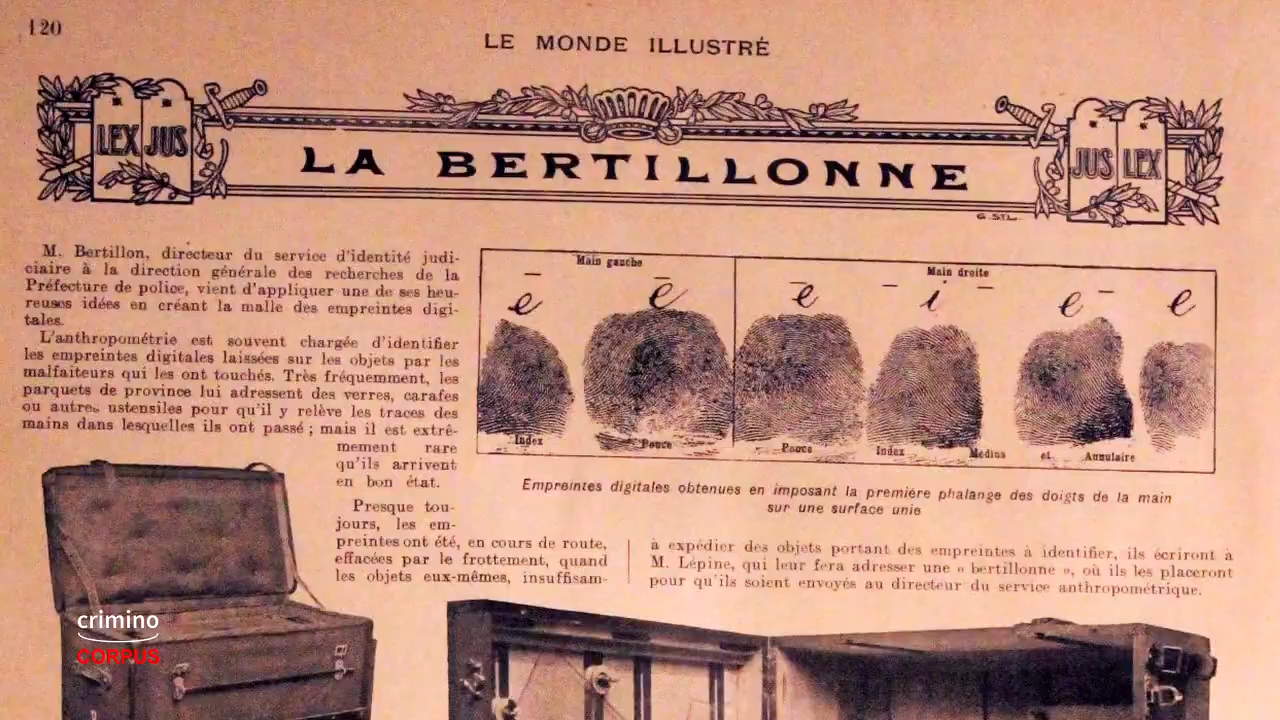 120
LE MONDE ILLUSTRÉ
LEX JUS
LA BERTILLONNE
JUS LEX
G. STL.
M. Bertillon, directeur du service d'identité judi-
ciaire à la direction générale des recherches de la
Préfecture de police, vient d'appliquer une de ses heu-
reuses idées en créant la malle des empreintes digi-
tales.
L'anthropométrie est souvent chargée d'identifier
les empreintes digitales laissées sur les objets par les
malfaiteurs qui les ont touchés. Très fréquemment, les
parquets de province lui adressent des verres, carafes
ou autres ustensiles pour qu'il y relève les traces des
mains dans lesquelles ils ont passé ; mais il est extrê-
mement rare
qu'ils arrivent
en bon état.
Presque tou-
jours, les em-
preintes ont été, en cours de route,
effacées par le frottement, quand
les objets eux-mêmes, insuffisam-
Main gauche
Main droite
e e e i e e
Index Pouce Pouce Index Médius et Annulaire
Empreintes digitales obtenues en imposant la première phalange des doigts de la main
sur une surface unie
à expédier des objets portant des empreintes à identifier, ils écriront à
M. Lépine, qui leur fera adresser une « bertillonne », où ils les placeront
pour qu'ils soient envoyés au directeur du service anthropométrique.
crimino
CORPUS